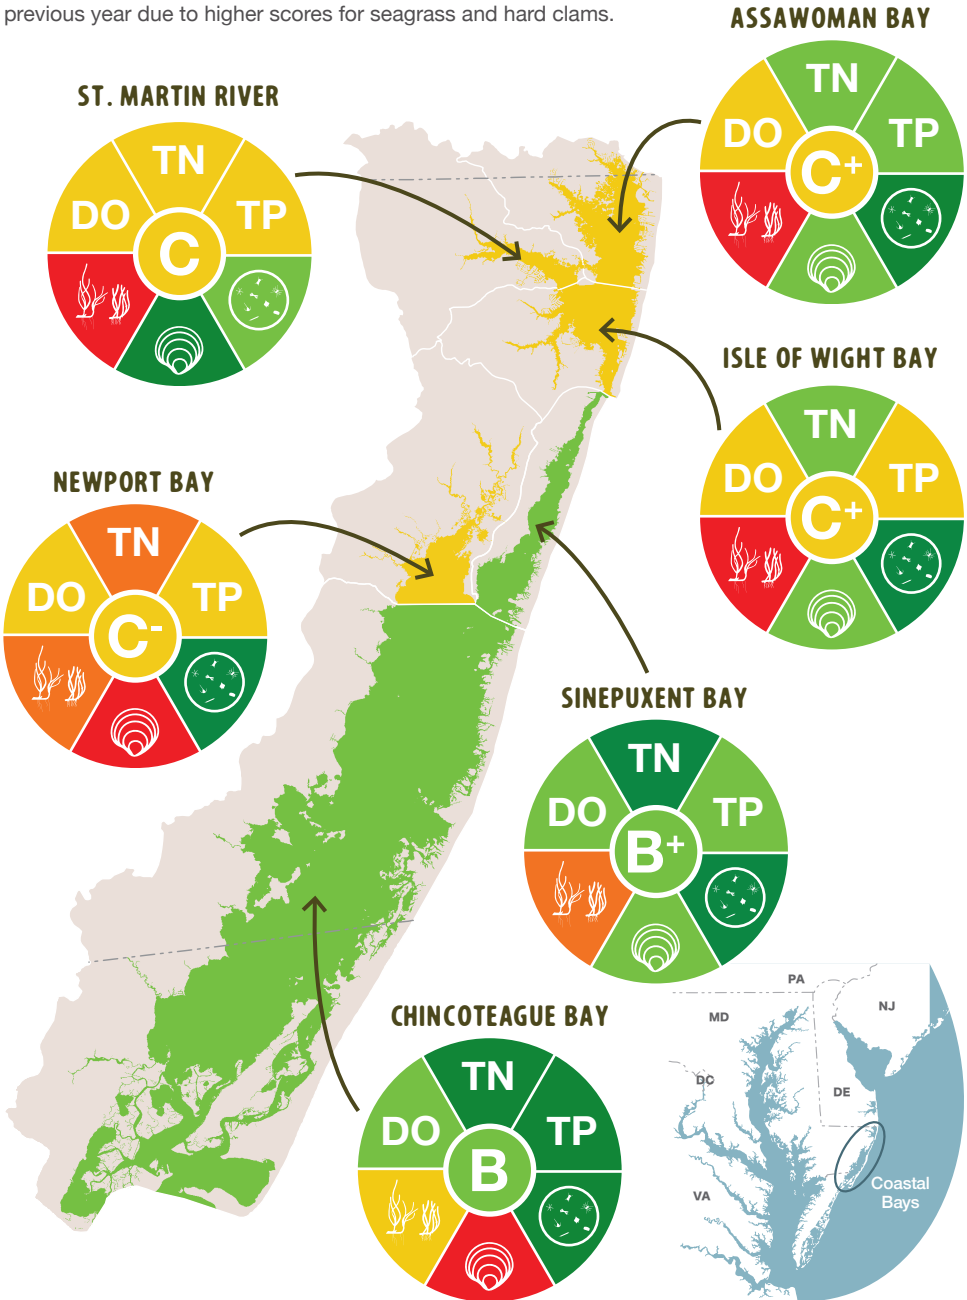 previous year due to higher scores for seagrass and hard clams.
ASSAWOMAN BAY
TN
DO
TP
C+
ST. MARTIN RIVER
TN
DO
TP
C
ISLE OF WIGHT BAY
TN
DO
TP
C+
NEWPORT BAY
TN
DO
TP
C-
SINEPUXENT BAY
TN
DO
TP
B+
CHINCOTEAGUE BAY
TN
DO
TP
B
PA
MD
NJ
DC
DE
VA
Coastal
Bays